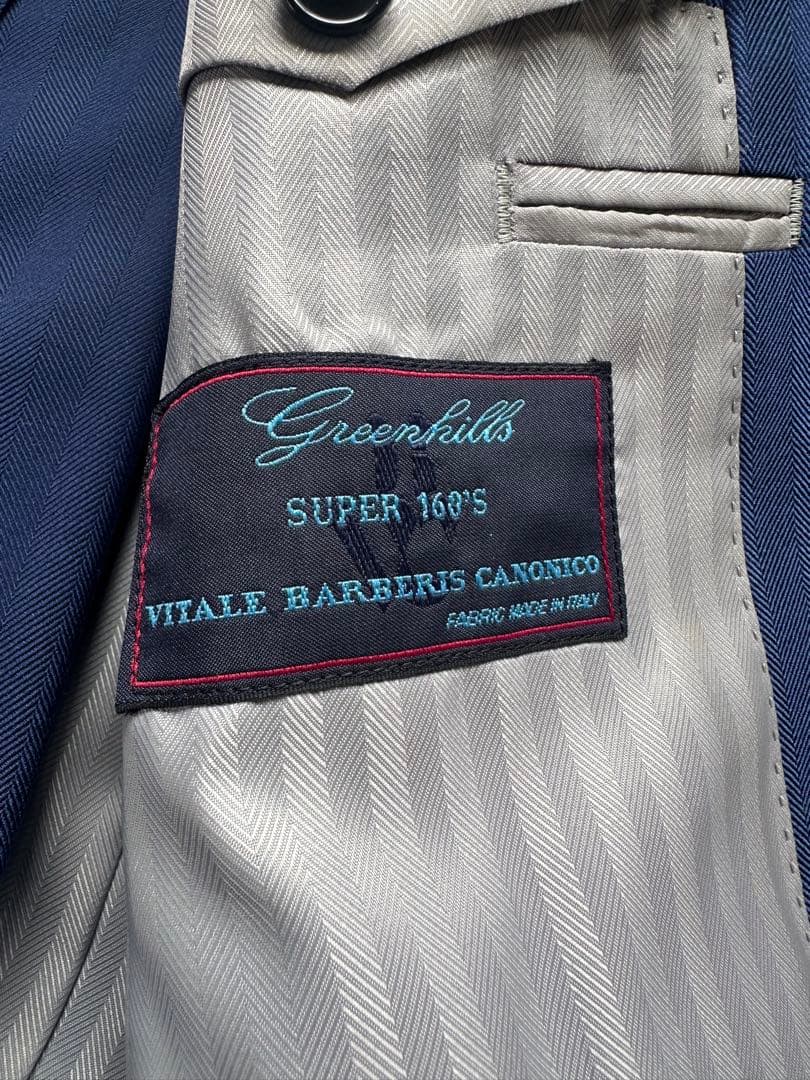 Greenhills
SUPER 160'S
VITALE BARBERIS CANONICO
FABRIC MADE IN ITALY